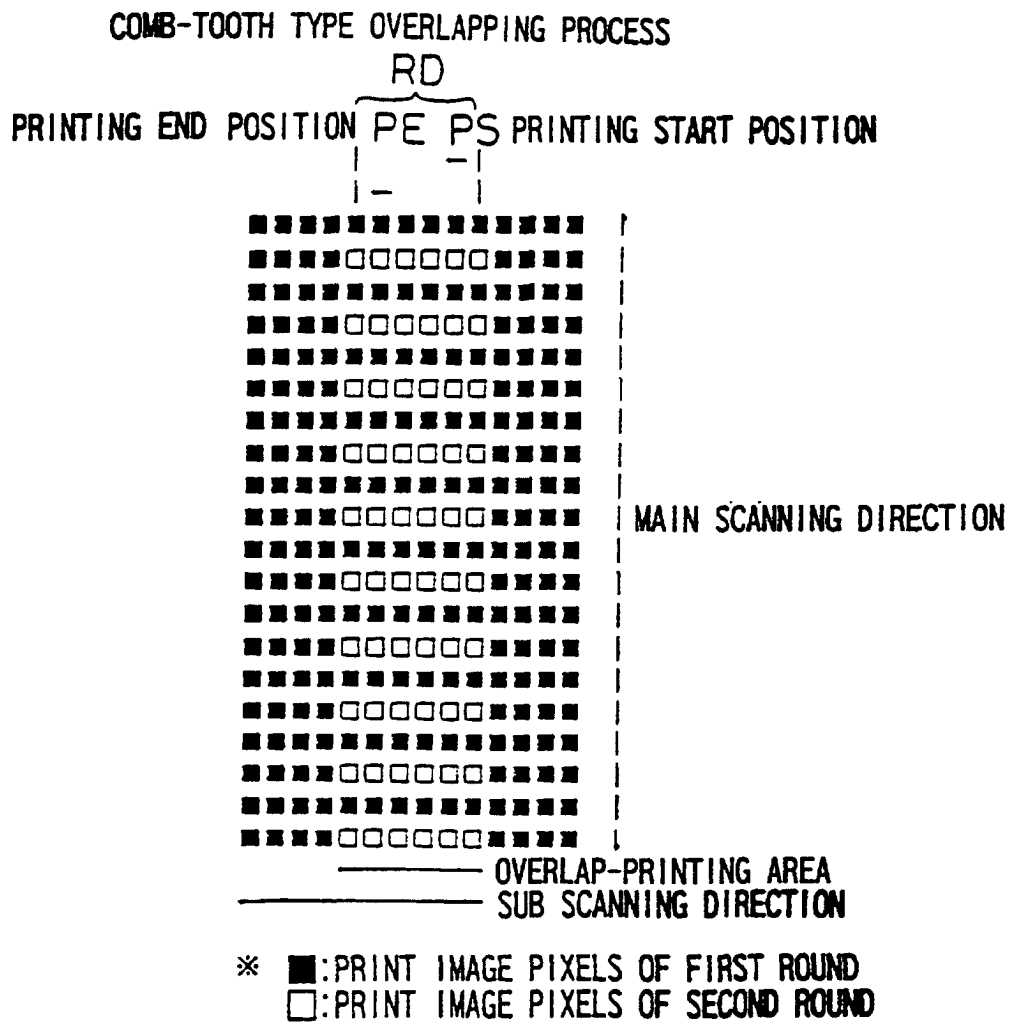 COMB-TOOTH TYPE OVERLAPPING PROCESS
RD
PRINTING END POSITION PE PS PRINTING START POSITION
MAIN SCANNING DIRECTION
OVERLAP-PRINTING AREA
SUB SCANNING DIRECTION
※ ■:PRINT IMAGE PIXELS OF FIRST ROUND
□:PRINT IMAGE PIXELS OF SECOND ROUND